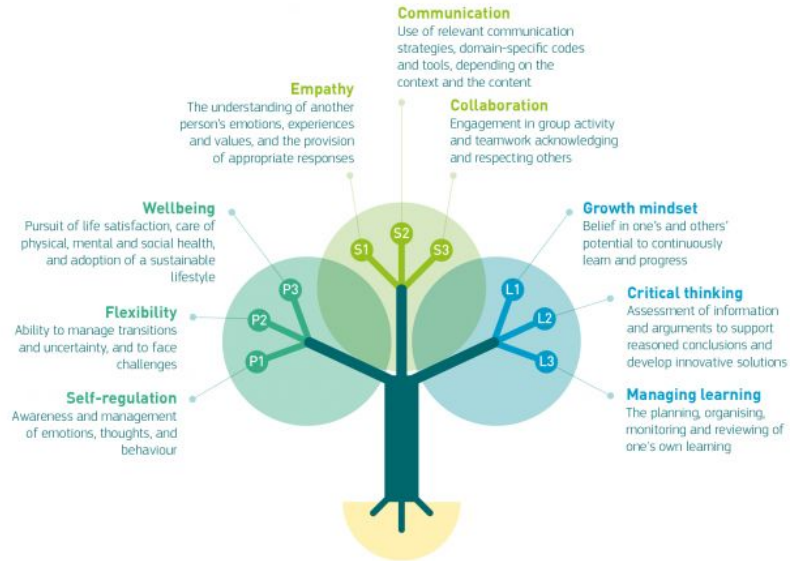 Communication
Use of relevant communication
strategies, domain-specific codes
and tools, depending on the
context and the content
Empathy
The understanding of another
person's emotions, experiences
and values, and the provision
of appropriate responses
Collaboration
Engagement in group activity
and teamwork acknowledging
and respecting others
Wellbeing
Pursuit of life satisfaction, care of
physical, mental and social health,
and adoption of a sustainable
lifestyle
Flexibility
Ability to manage transitions
and uncertainty, and to face
challenges
Self-regulation
Awareness and management
of emotions, thoughts, and
behaviour
P3
P2
P1
S1
S2
S3
L1
L2
L3
Growth mindset
Belief in one's and others'
potential to continuously
learn and progress
Critical thinking
Assessment of information
and arguments to support
reasoned conclusions and
develop innovative solutions
Managing learning
The planning, organising,
monitoring and reviewing of
one's own learning